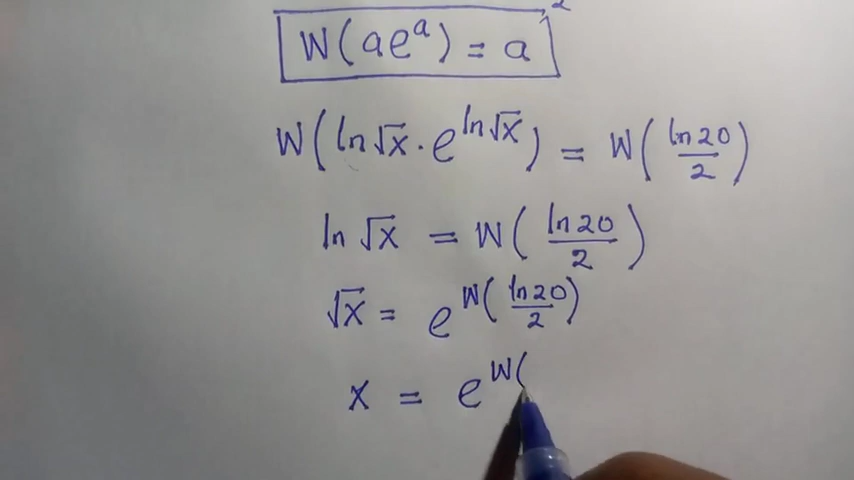 W(ae^a) = a
W(ln√x · e^(ln√x)) = W(ln20/2)
ln √x = W(ln20/2)
√x = e^(W(ln20/2))
x = e^(W(